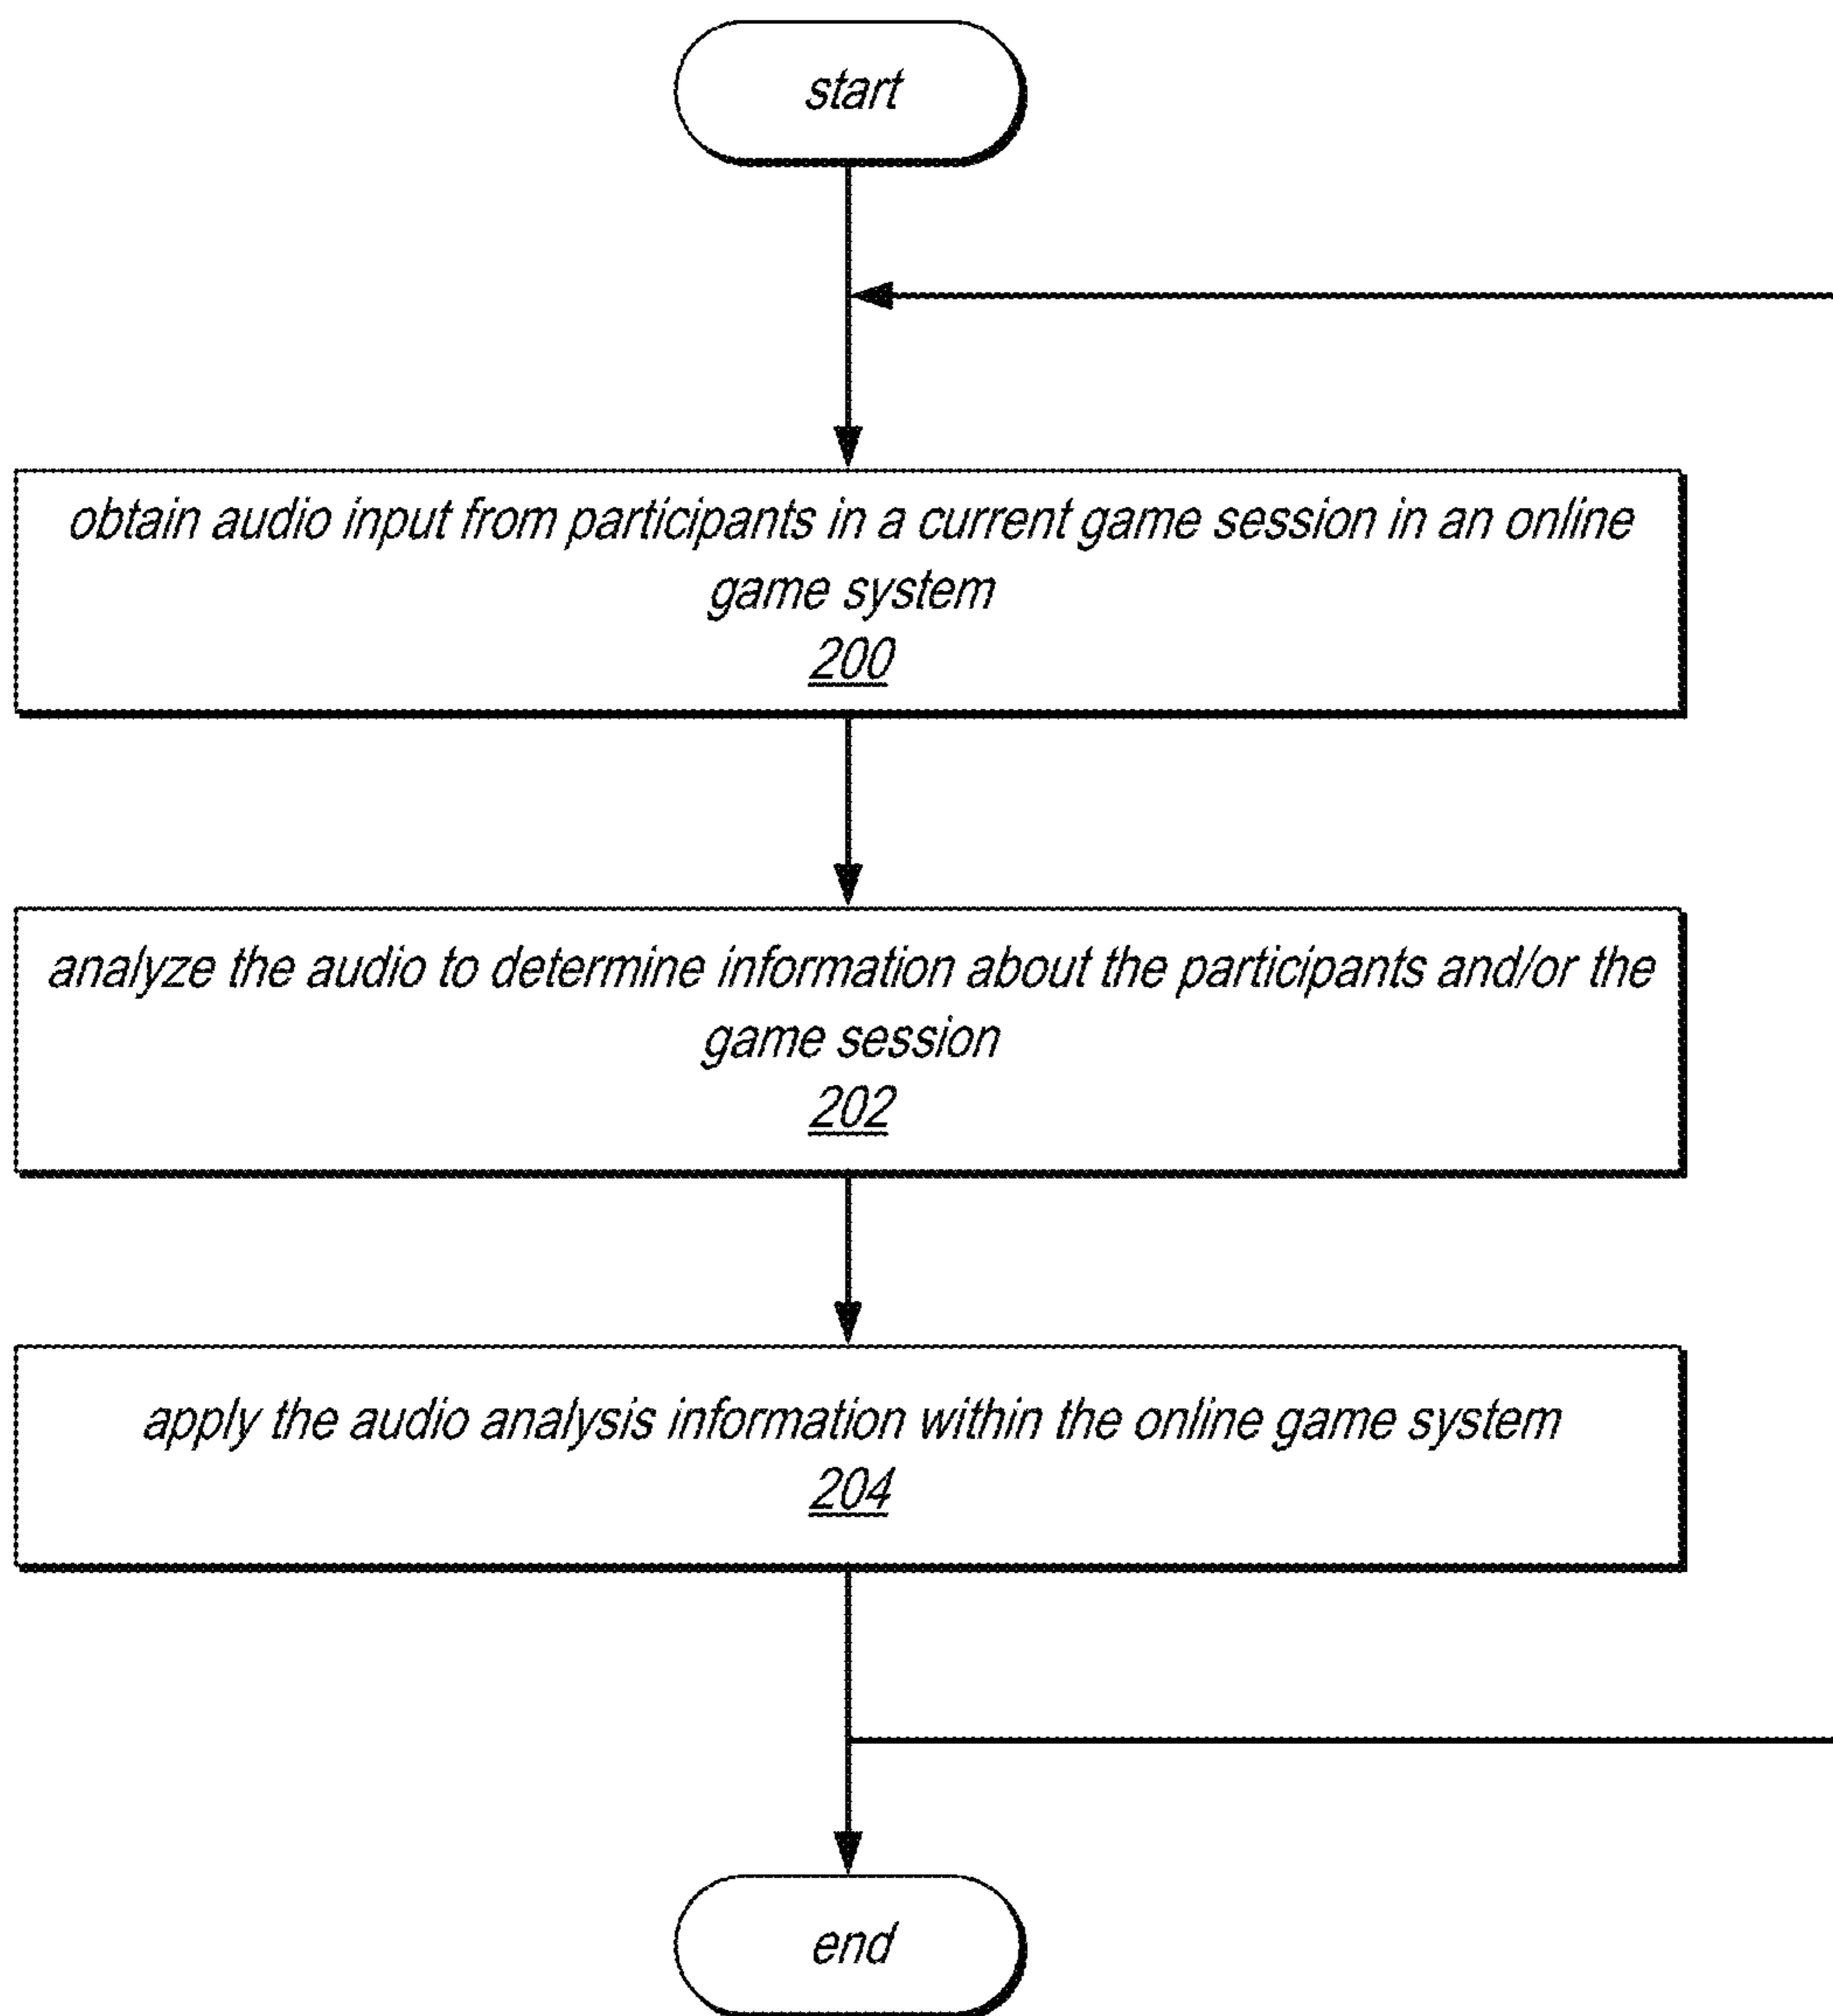 start
obtain audio input from participants in a current game session in an online
game system
200
analyze the audio to determine information about the participants and/or the
game session
202
apply the audio analysis information within the online game system
204
end